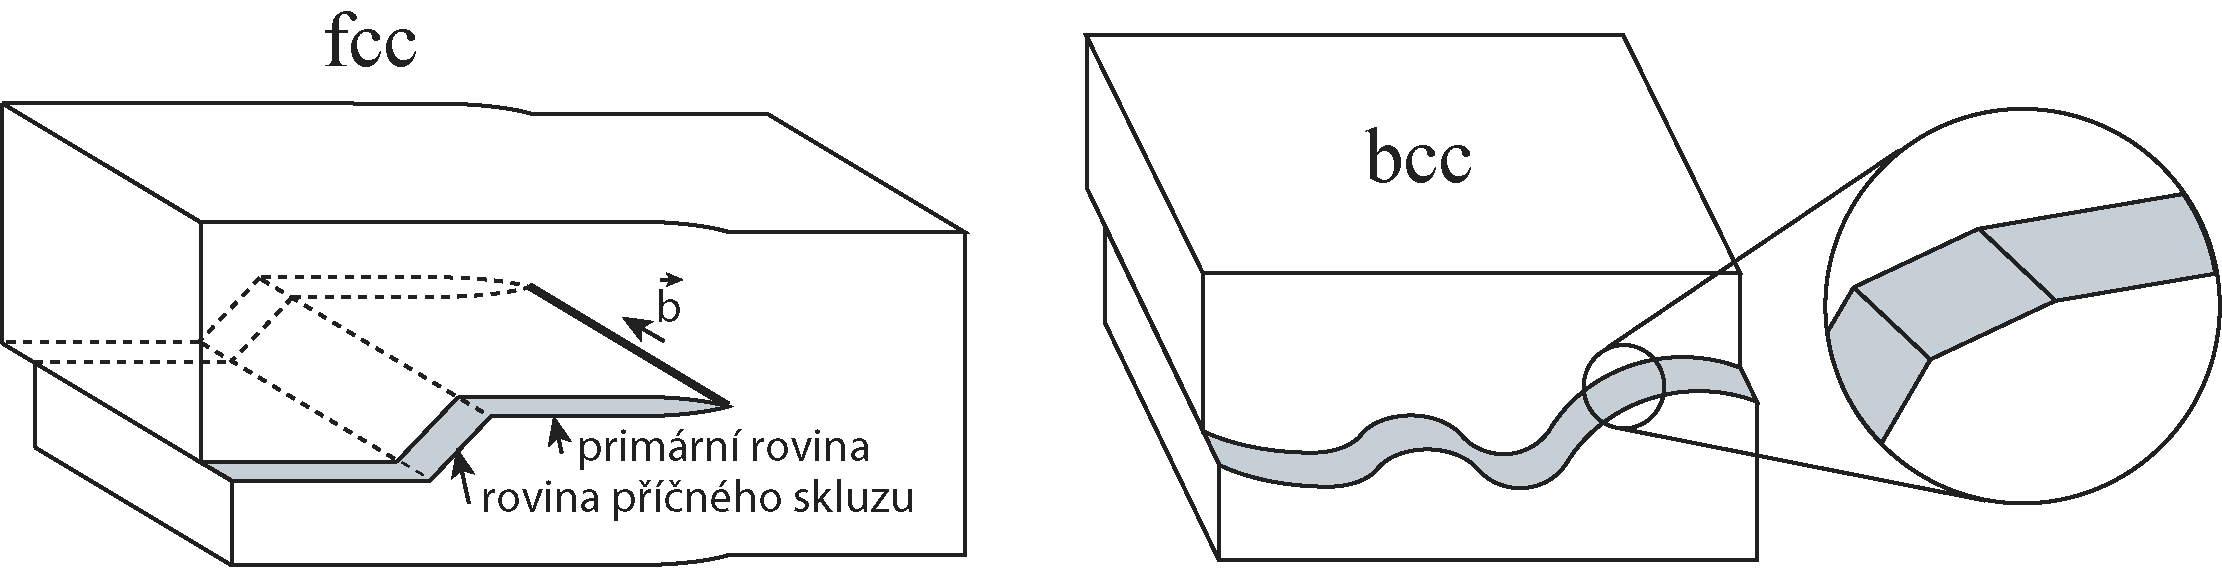 fcc
b
primární rovina
rovina příčného skluzu
bcc